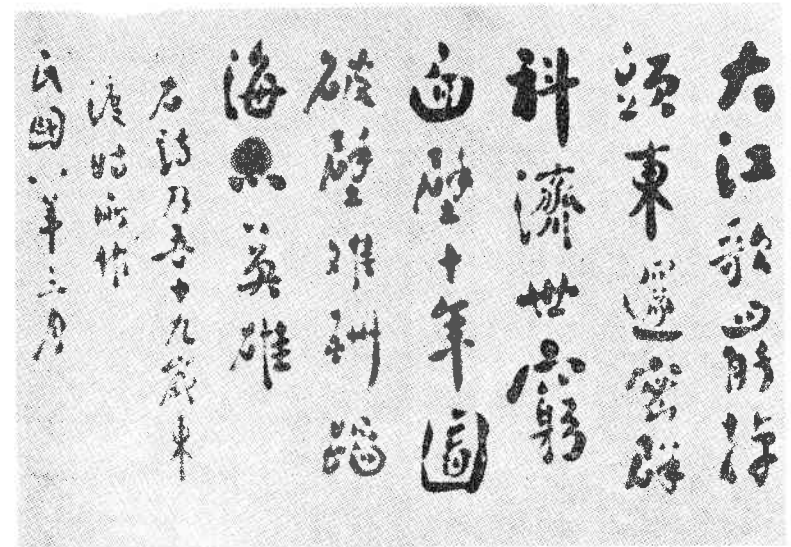 大江歌罷掉
頭東邃密群
科濟世窮
面壁十年圖
破壁難酬蹈
海亦英雄
右詩乃吾十九歲東
渡時所作
民國八年三月